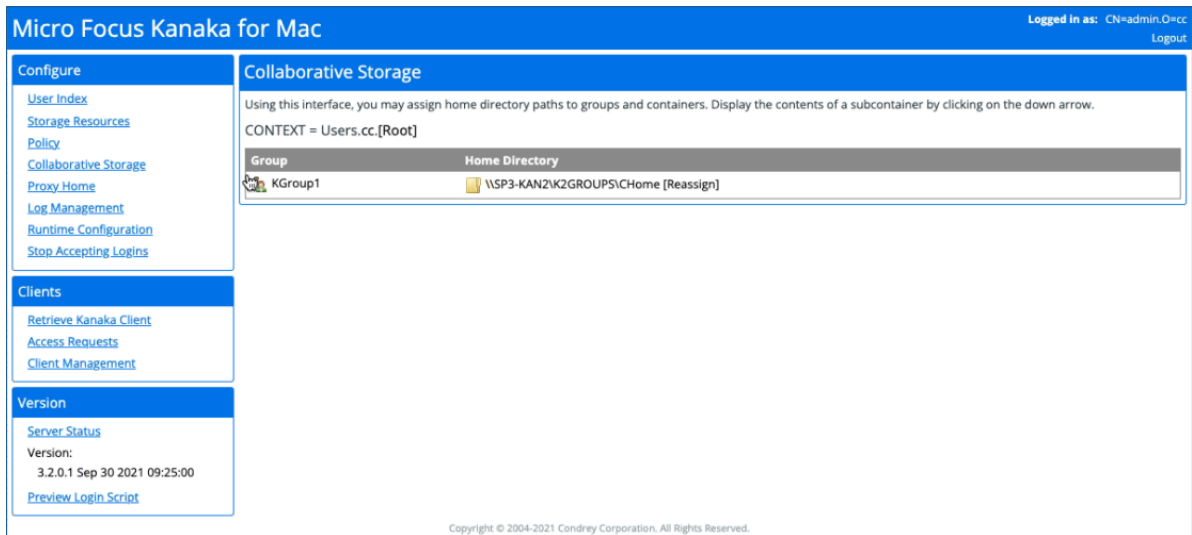 Micro Focus Kanaka for Mac
Logged in as: CN=admin.O=cc
Logout
Configure
User Index
Storage Resources
Policy
Collaborative Storage
Proxy Home
Log Management
Runtime Configuration
Stop Accepting Logins
Clients
Retrieve Kanaka Client
Access Requests
Client Management
Version
Server Status
Version:
3.2.0.1 Sep 30 2021 09:25:00
Preview Login Script
Collaborative Storage
Using this interface, you may assign home directory paths to groups and containers. Display the contents of a subcontainer by clicking on the down arrow.
CONTEXT = Users.cc.[Root]
Group Home Directory
KGroup1 \\SP3-KAN2\K2GROUPS\CHome [Reassign]
Copyright © 2004-2021 Condrey Corporation. All Rights Reserved.